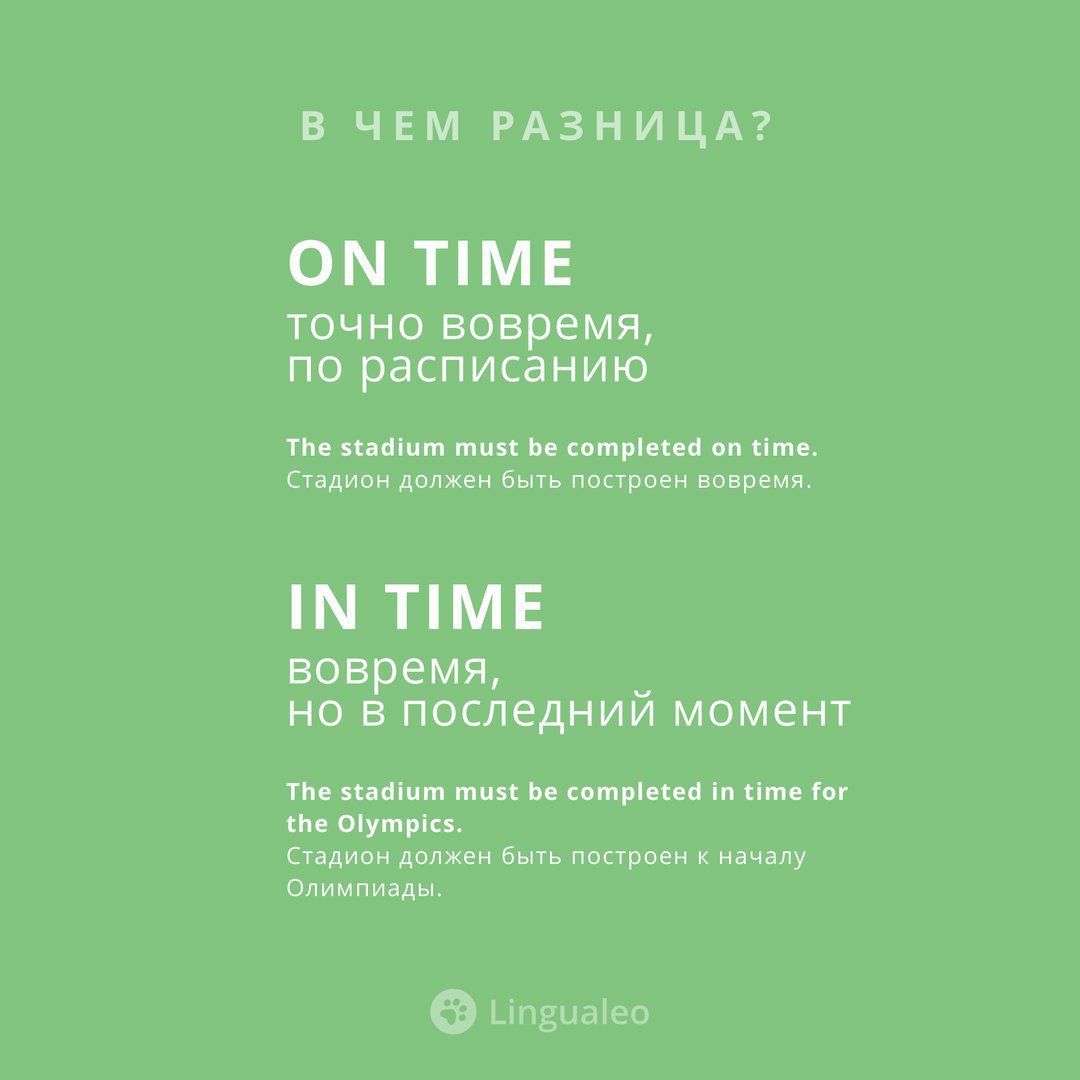 В ЧЕМ РАЗНИЦА?
ON TIME
точно вовремя,
по расписанию
The stadium must be completed on time.
Стадион должен быть построен вовремя.
IN TIME
вовремя,
но в последний момент
The stadium must be completed in time for
the Olympics.
Стадион должен быть построен к началу
Олимпиады.
Lingualeo